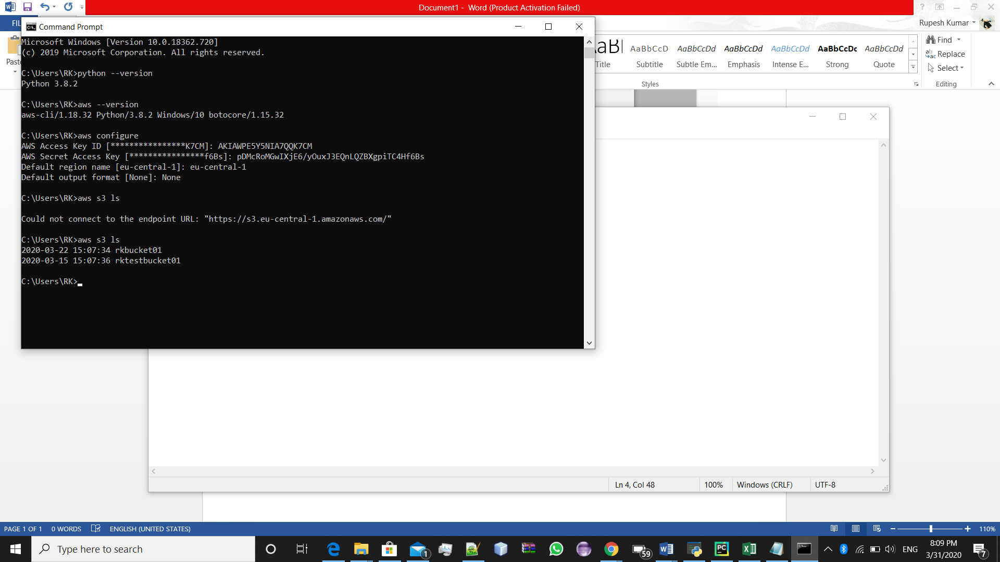 Document1 - Word (Product Activation Failed)
FIL
Rupesh Kumar
Command Prompt
Microsoft Windows [Version 10.0.18362.720]
(c) 2019 Microsoft Corporation. All rights reserved.
C:\Users\RK>python --version
Python 3.8.2
C:\Users\RK>aws --version
aws-cli/1.18.32 Python/3.8.2 Windows/10 botocore/1.15.32
C:\Users\RK>aws configure
AWS Access Key ID [****************K7CM]: AKIAWPE5Y5NIA7QQK7CM
AWS Secret Access Key [****************f6Bs]: 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
Default region name [eu-central-1]: eu-central-1
Default output format [None]: None
C:\Users\RK>aws s3 ls
Could not connect to the endpoint URL: "https://s3.eu-central-1.amazonaws.com/"
C:\Users\RK>aws s3 ls
2020-03-22 15:07:34 rkbucket01
2020-03-15 15:07:36 rktestbucket01
C:\Users\RK>
Past
AaBl AaBbCcD AaBbCcDd AaBbCcDd AaBbCcDd AaBbCcDc AaBbCcDd
Title Subtitle Subtle Em... Emphasis Intense E... Strong Quote
Styles
Find
Replace
Select
Editing
Ln 4, Col 48 100% Windows (CRLF) UTF-8
PAGE 1 OF 1 0 WORDS ENGLISH (UNITED STATES) 110%
Type here to search
1
59
ENG
8:09 PM
3/31/2020
7